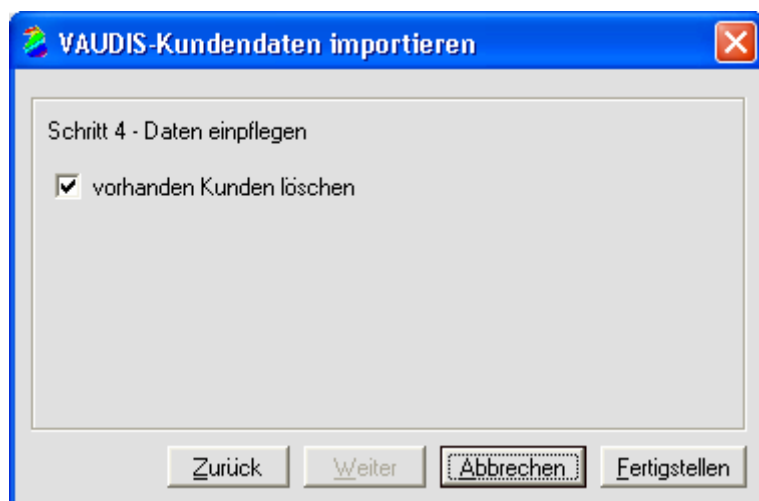 VAUDIS-Kundendaten importieren
Schritt 4 - Daten einpflegen
vorhanden Kunden löschen
Zurück Weiter Abbrechen Fertigstellen